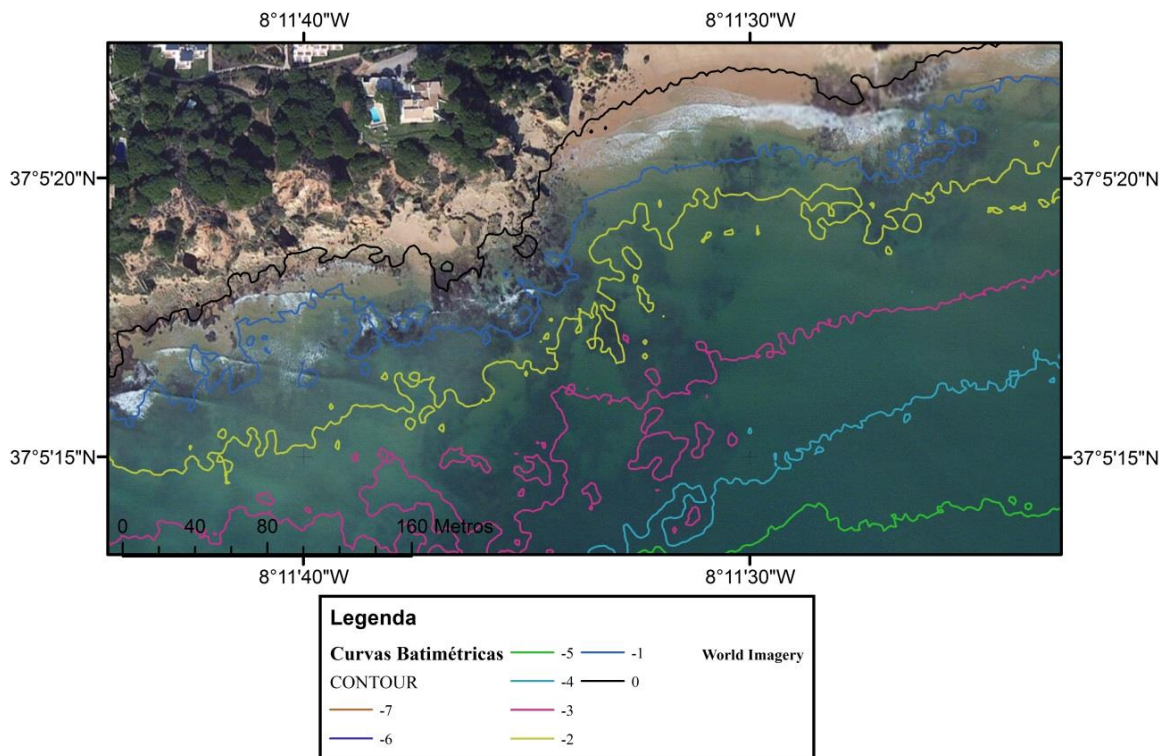 8°11'40"W 8°11'30"W
37°5'20"N 37°5'20"N
37°5'15"N 37°5'15"N
0 40 80 160 Metros
8°11'40"W 8°11'30"W
Legenda
Curvas Batimétricas -5 -1 World Imagery
CONTOUR -4 0
-7 -3
-6 -2